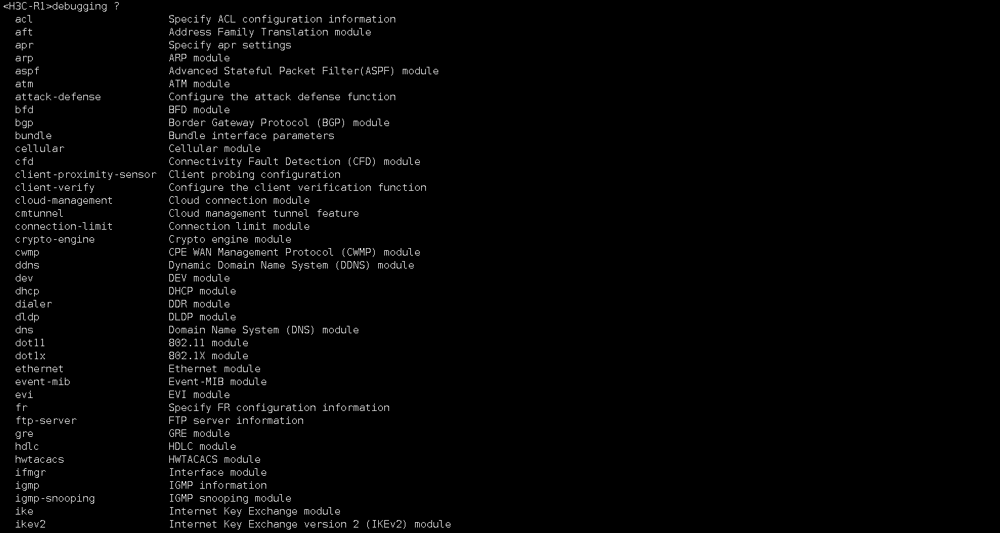 <H3C-R1>debugging ?
  acl                      Specify ACL configuration information
  aft                      Address Family Translation module
  apr                      Specify apr settings
  arp                      ARP module
  aspf                     Advanced Stateful Packet Filter(ASPF) module
  atm                      ATM module
  attack-defense           Configure the attack defense function
  bfd                      BFD module
  bgp                      Border Gateway Protocol (BGP) module
  bundle                   Bundle interface parameters
  cellular                 Cellular module
  cfd                      Connectivity Fault Detection (CFD) module
  client-proximity-sensor  Client probing configuration
  client-verify            Configure the client verification function
  cloud-management         Cloud connection module
  cmtunnel                 Cloud management tunnel feature
  connection-limit         Connection limit module
  crypto-engine            Crypto engine module
  cwmp                     CPE WAN Management Protocol (CWMP) module
  ddns                     Dynamic Domain Name System (DDNS) module
  dev                      DEV module
  dhcp                     DHCP module
  dialer                   DDR module
  dldp                     DLDP module
  dns                      Domain Name System (DNS) module
  dot11                    802.11 module
  dot1x                    802.1X module
  ethernet                 Ethernet module
  event-mib                Event-MIB module
  evi                      EVI module
  fr                       Specify FR configuration information
  ftp-server               FTP server information
  gre                      GRE module
  hdlc                     HDLC module
  hwtacacs                 HWTACACS module
  ifmgr                    Interface module
  igmp                     IGMP information
  igmp-snooping            IGMP snooping module
  ike                      Internet Key Exchange module
  ikev2                    Internet Key Exchange version 2 (IKEv2) module